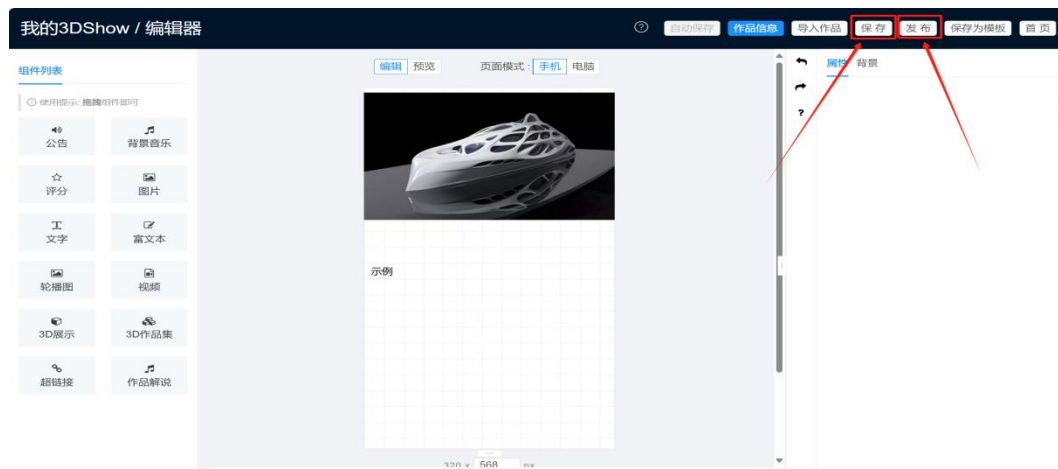 我的3DShow / 编辑器
? 自动保存 作品信息 导入作品 保存 发布 保存为模板 首页
组件列表
编辑 预览 页面模式 : 手机 电脑
属性 背景
使用提示: 拖拽组件即可
?
公告 背景音乐
评分 图片
文字 富文本
示例
轮播图 视频
3D展示 3D作品集
超链接 作品解说
320 x 568 px